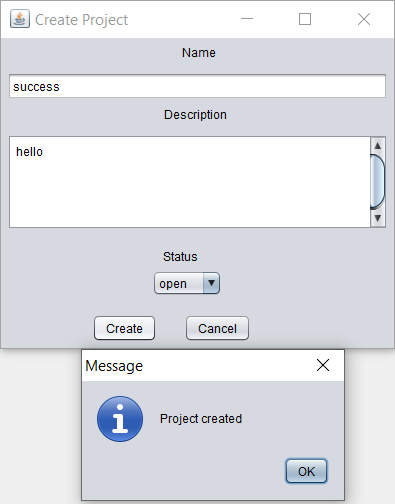 Create Project
Name
success
Description
hello
Status
open
Create Cancel
Message
Project created
OK